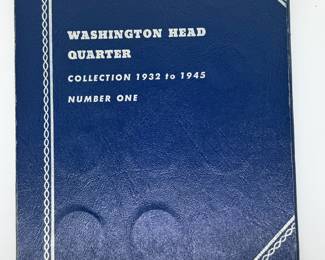 WASHINGTON HEAD
QUARTER
COLLECTION 1932 to 1945
NUMBER ONE